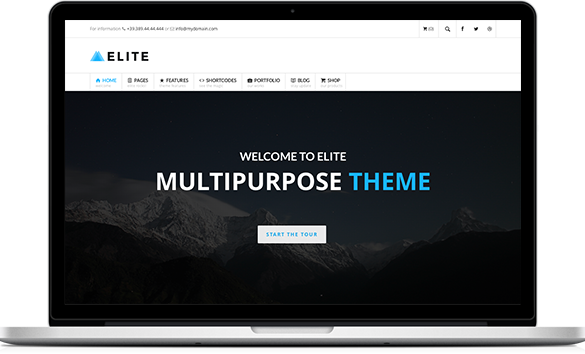 For information +39.389.44.44.444 or info@mydomain.com
(0)
ELITE
HOME PAGES FEATURES SHORTCODES PORTFOLIO BLOG SHOP
WELCOME TO ELITE
MULTIPURPOSE THEME
START THE TOUR